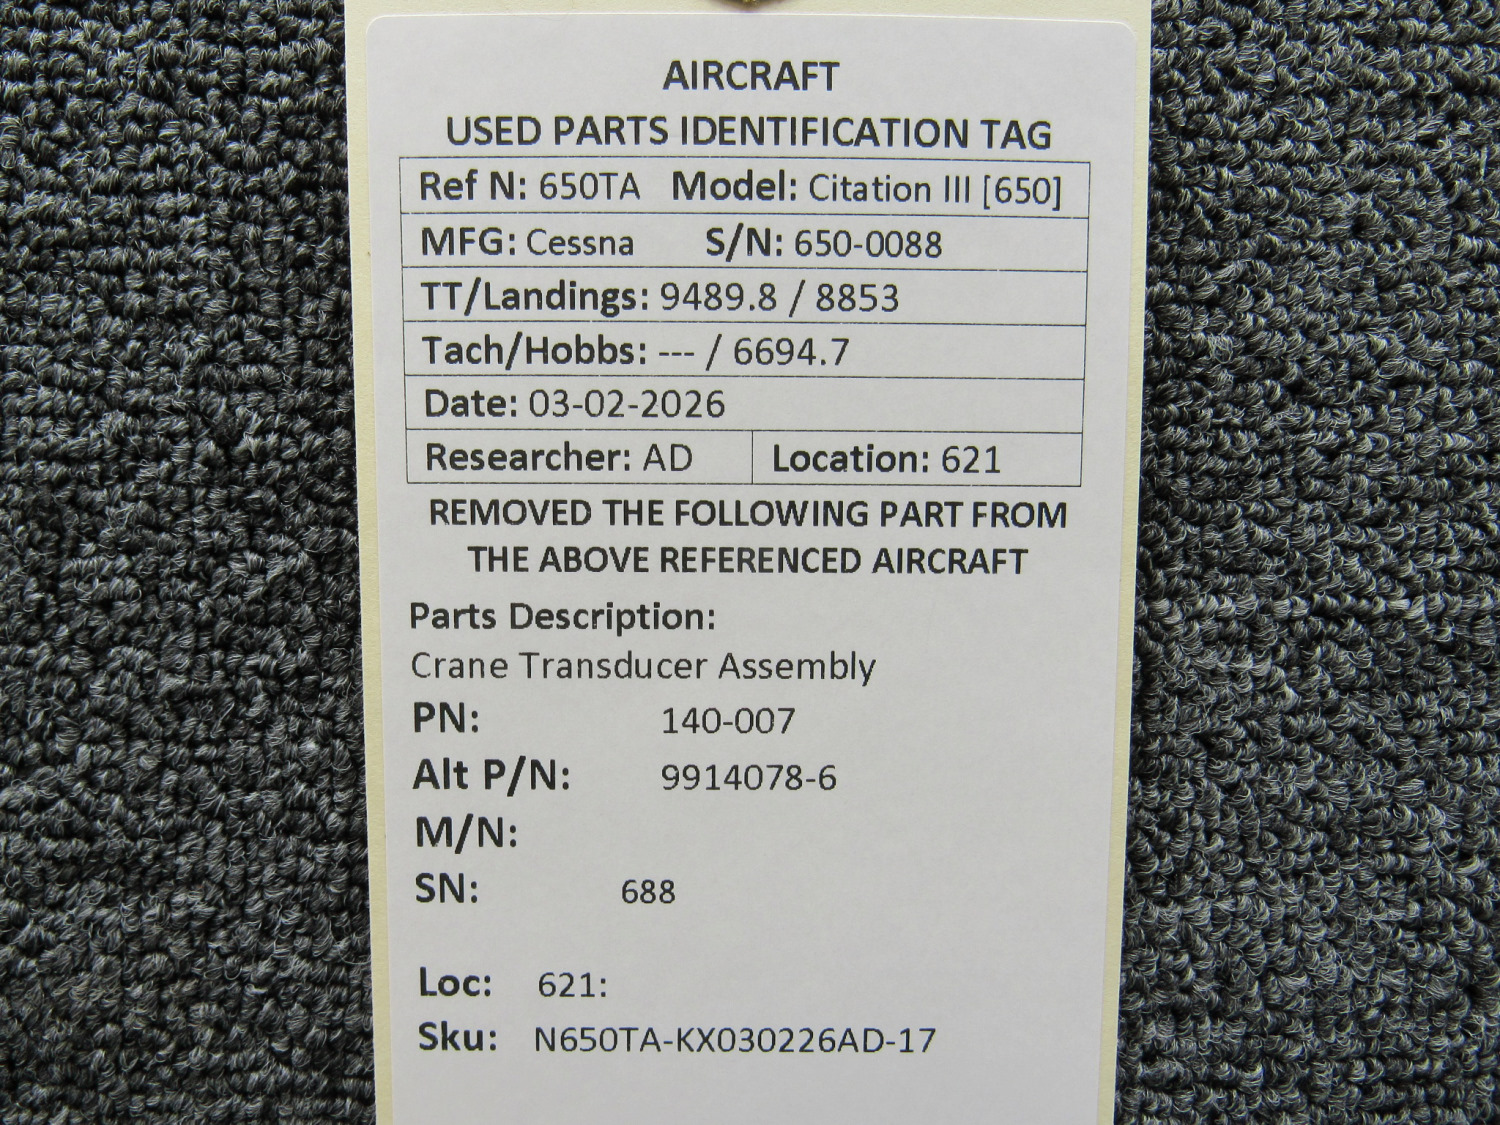 AIRCRAFT
USED PARTS IDENTIFICATION TAG
Ref N: 650TA Model: Citation III [650]
MFG: Cessna S/N: 650-0088
TT/Landings: 9489.8 / 8853
Tach/Hobbs: --- / 6694.7
Date: 03-02-2026
Researcher: AD Location: 621
REMOVED THE FOLLOWING PART FROM
THE ABOVE REFERENCED AIRCRAFT
Parts Description:
Crane Transducer Assembly
PN: 140-007
Alt P/N: 9914078-6
M/N:
SN: 688
Loc: 621:
Sku: N650TA-KX030226AD-17